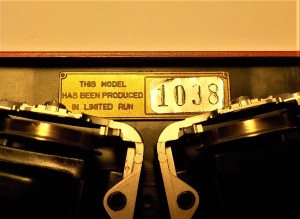 THIS MODEL
HAS BEEN PRODUCED
IN LIMITED RUN
1038